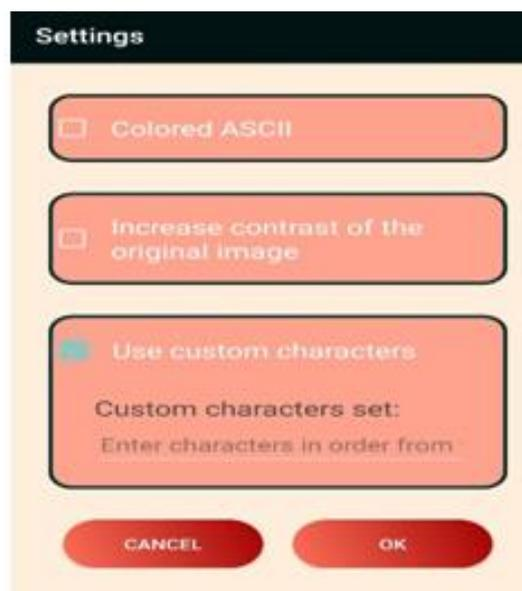 Settings
Colored ASCII
Increase contrast of the
original image
Use custom characters
Custom characters set:
Enter characters in order from
CANCEL
OK